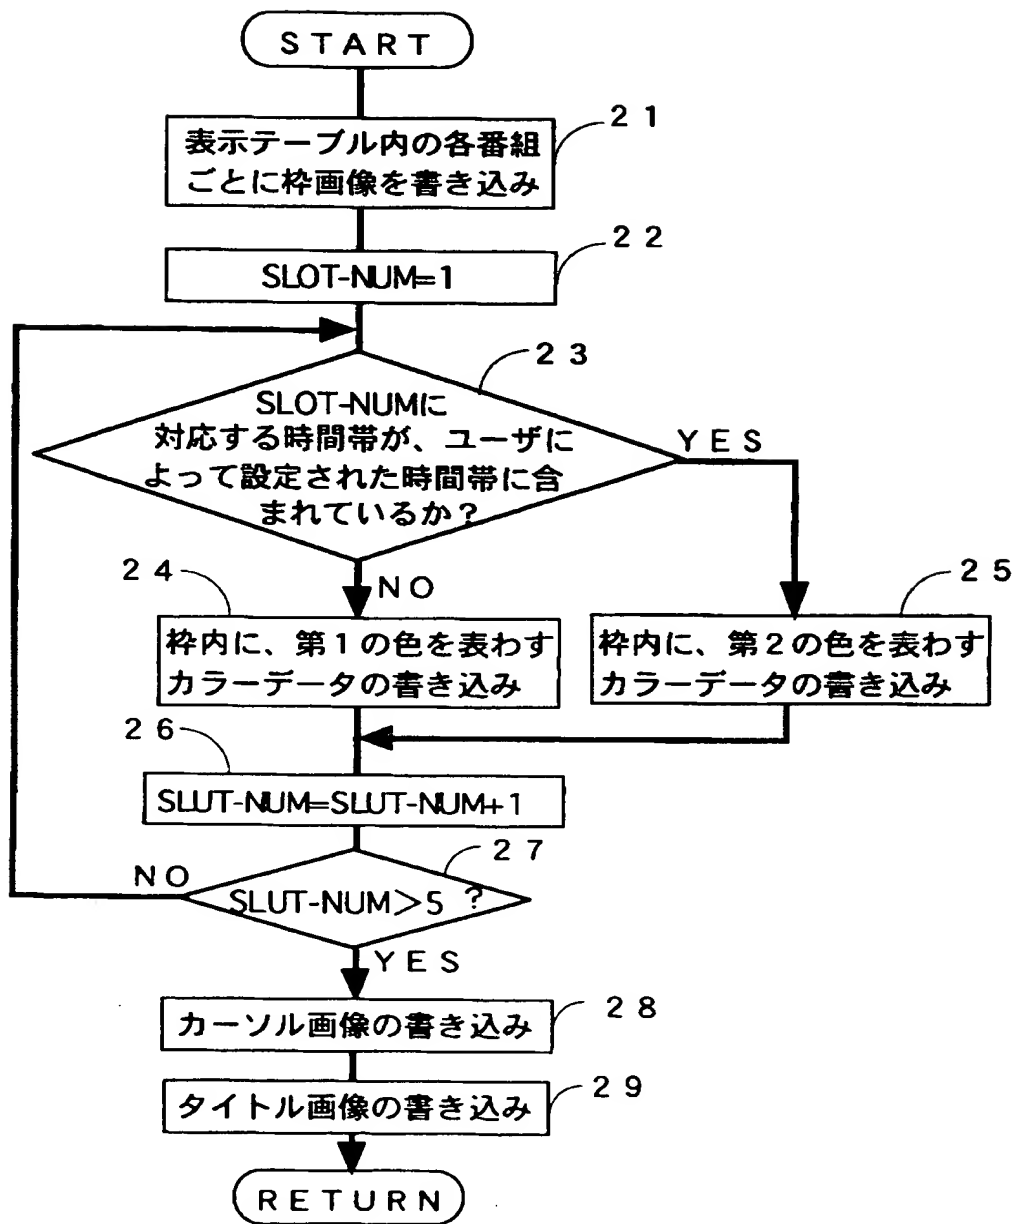 START
21
表示テーブル内の各番組
ごとに枠画像を書き込み
22
SLOT-NUM=1
23
SLOT-NUMに
対応する時間帯が、ユーザに
よって設定された時間帯に含
まれているか?
YES
24
NO
25
枠内に、第1の色を表わす
カラーデータの書き込み
枠内に、第2の色を表わす
カラーデータの書き込み
26
SLUT-NUM=SLUT-NUM+1
27
NO
SLUT-NUM>5?
YES
28
カーソル画像の書き込み
29
タイトル画像の書き込み
RETURN